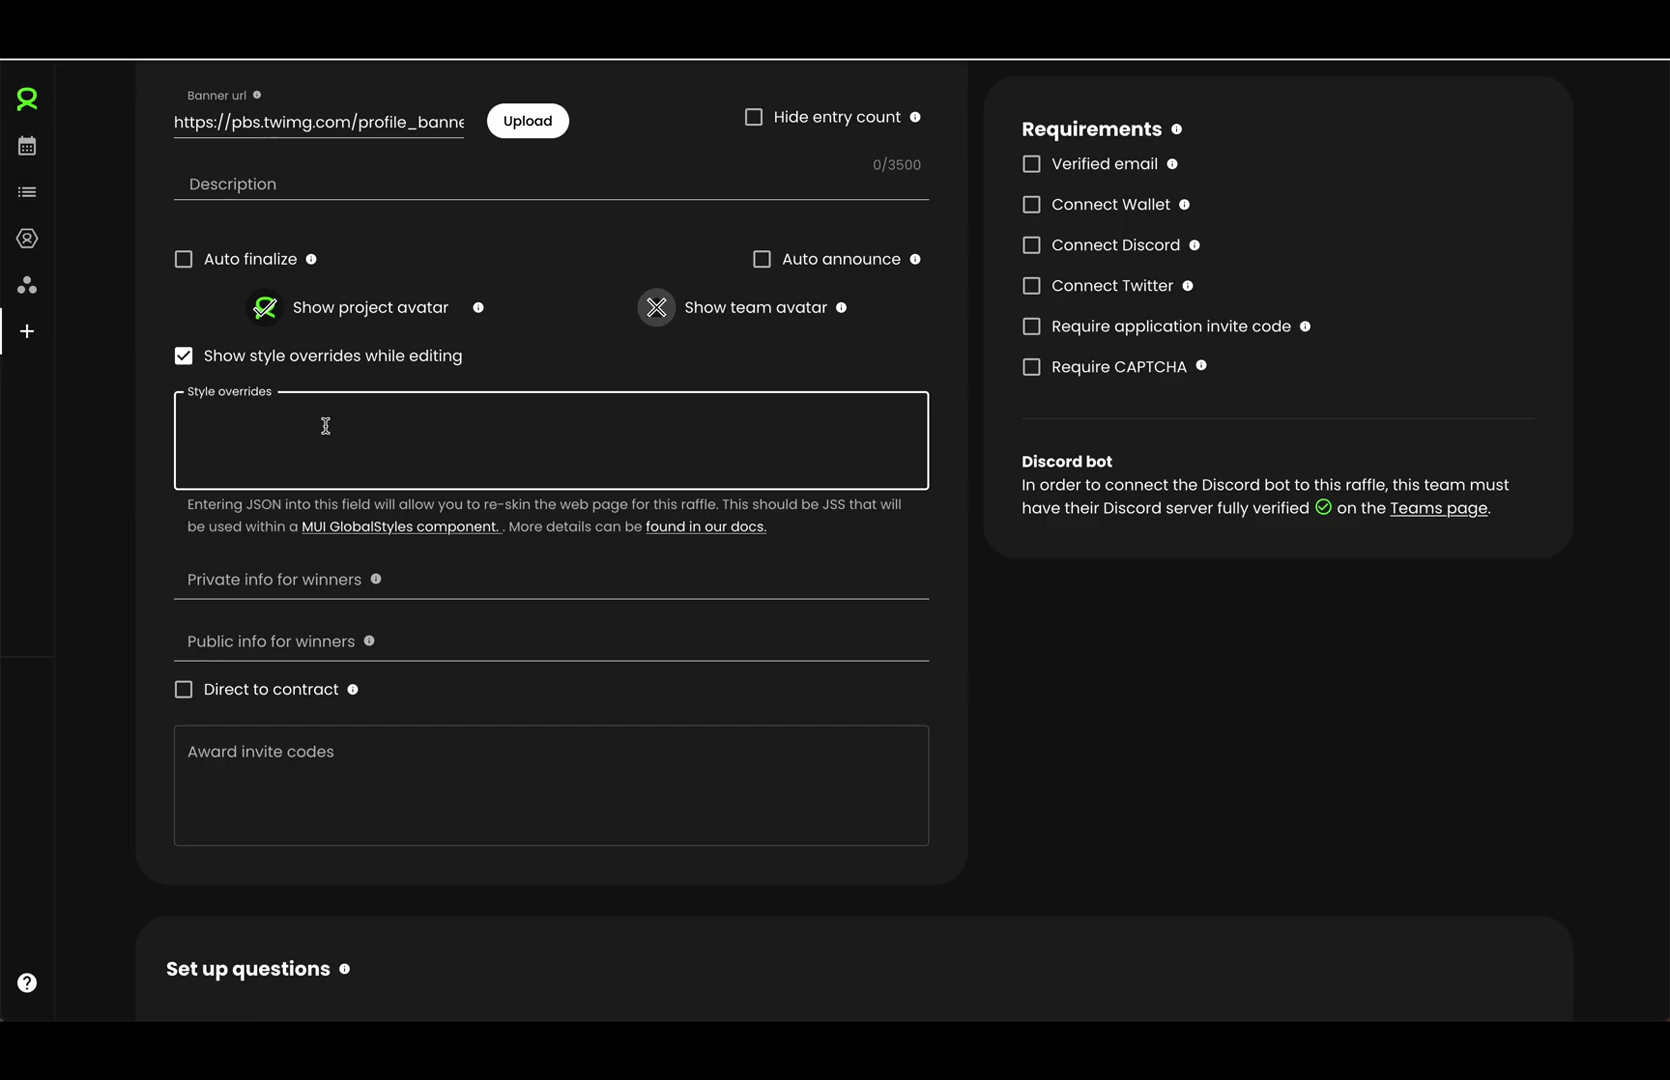 Banner url
https://pbs.twimg.com/profile_banne
Upload
Hide entry count
0/3500
Description
Auto finalize
Auto announce
Show project avatar
Show team avatar
Show style overrides while editing
Style overrides
Entering JSON into this field will allow you to re-skin the web page for this raffle. This should be JSS that will
be used within a MUI GlobalStyles component. . More details can be found in our docs.
Private info for winners
Public info for winners
Direct to contract
Award invite codes
Requirements
Verified email
Connect Wallet
Connect Discord
Connect Twitter
Require application invite code
Require CAPTCHA
Discord bot
In order to connect the Discord bot to this raffle, this team must
have their Discord server fully verified on the Teams page.
Set up questions